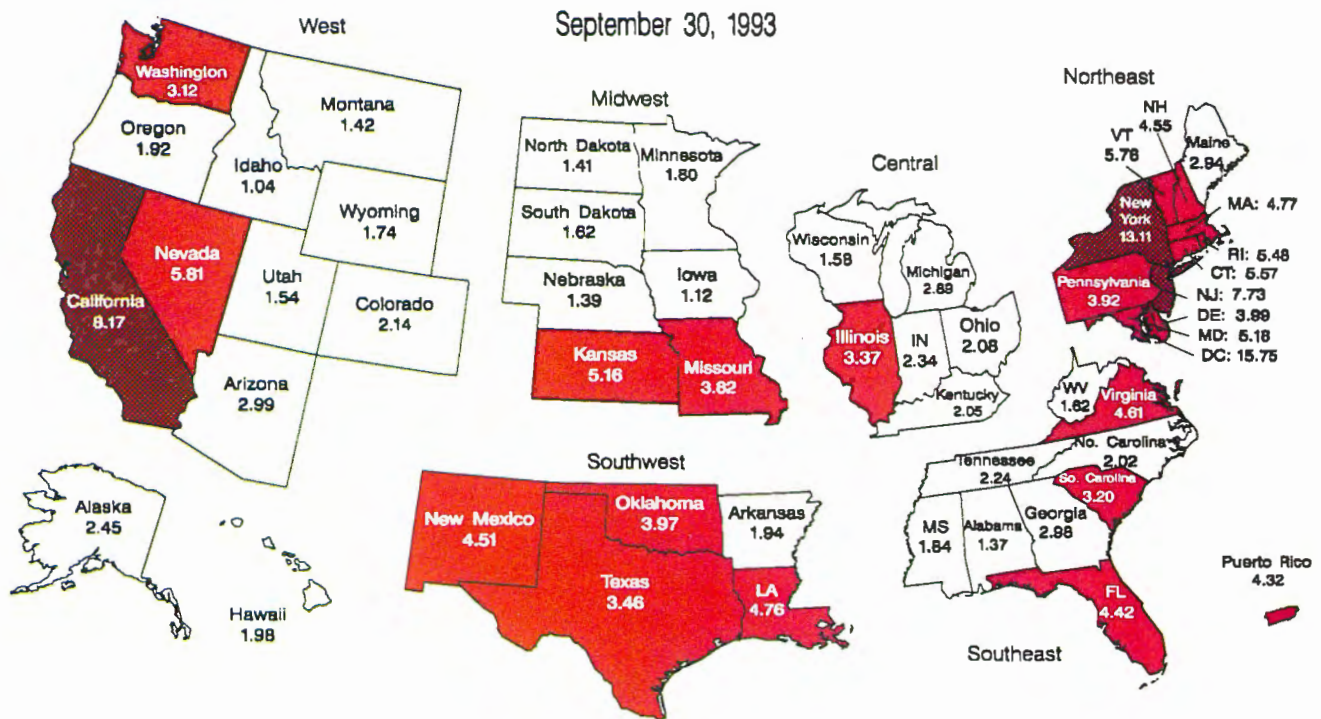 September 30, 1993
West
Washington
3.12
Montana
1.42
Oregon
1.92
Idaho
1.04
Wyoming
1.74
Nevada
5.81
California
8.17
Utah
1.54
Colorado
2.14
Arizona
2.99
Alaska
2.45
Hawaii
1.98
Midwest
North Dakota
1.41
Minnesota
1.80
South Dakota
1.62
Nebraska
1.39
Iowa
1.12
Kansas
5.16
Missouri
3.82
Central
Wisconsin
1.58
Michigan
2.89
Illinois
3.37
IN
2.34
Ohio
2.08
Kentucky
2.05
Northeast
NH
4.55
VT
5.78
Maine
2.94
New
York
13.11
MA: 4.77
RI: 5.48
CT: 5.57
Pennsylvania
3.92
NJ: 7.73
DE: 3.99
MD: 5.18
DC: 15.75
Southwest
New Mexico
4.51
Oklahoma
3.97
Arkansas
1.94
Texas
3.46
LA
4.76
WV
1.62
Virginia
4.61
No. Carolina
2.02
Tennessee
2.24
So. Carolina
3.20
MS
1.84
Alabama
1.37
Georgia
2.98
FL
4.42
Southeast
Puerto Rico
4.32